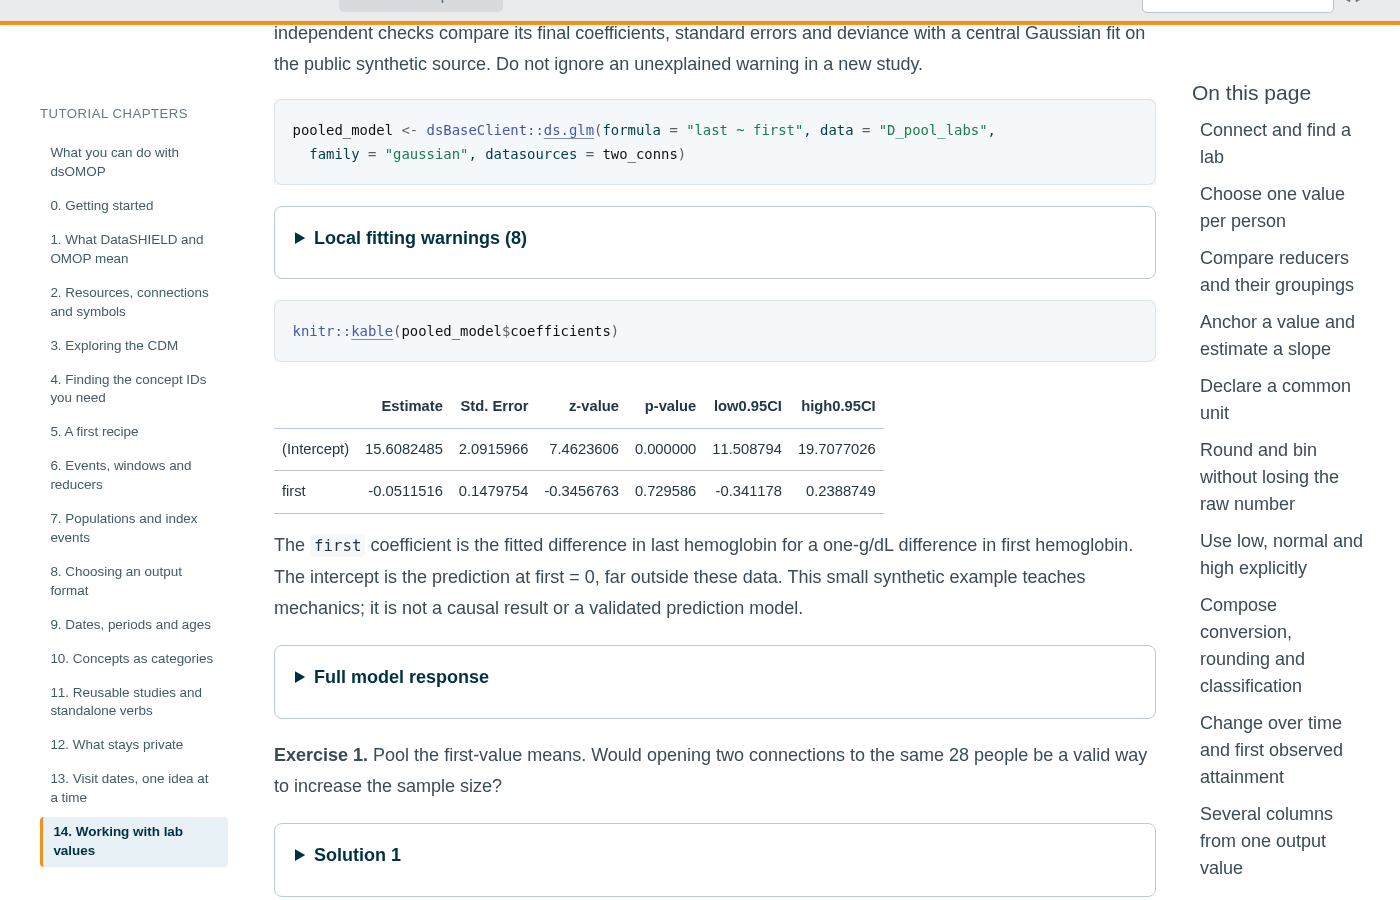 independent checks compare its final coefficients, standard errors and deviance with a central Gaussian fit on
the public synthetic source. Do not ignore an unexplained warning in a new study.
TUTORIAL CHAPTERS
What you can do with
dsOMOP
0. Getting started
1. What DataSHIELD and
OMOP mean
2. Resources, connections
and symbols
3. Exploring the CDM
4. Finding the concept IDs
you need
5. A first recipe
6. Events, windows and
reducers
7. Populations and index
events
8. Choosing an output
format
9. Dates, periods and ages
10. Concepts as categories
11. Reusable studies and
standalone verbs
12. What stays private
13. Visit dates, one idea at
a time
14. Working with lab
values
pooled_model <- dsBaseClient::ds.glm(formula = "last ~ first", data = "D_pool_labs",
  family = "gaussian", datasources = two_conns)
Local fitting warnings (8)
knitr::kable(pooled_model$coefficients)
Estimate Std. Error z-value p-value low0.95CI high0.95CI
(Intercept) 15.6082485 2.0915966 7.4623606 0.000000 11.508794 19.7077026
first -0.0511516 0.1479754 -0.3456763 0.729586 -0.341178 0.2388749
The first coefficient is the fitted difference in last hemoglobin for a one-g/dL difference in first hemoglobin.
The intercept is the prediction at first = 0, far outside these data. This small synthetic example teaches
mechanics; it is not a causal result or a validated prediction model.
Full model response
Exercise 1. Pool the first-value means. Would opening two connections to the same 28 people be a valid way
to increase the sample size?
Solution 1
On this page
Connect and find a
lab
Choose one value
per person
Compare reducers
and their groupings
Anchor a value and
estimate a slope
Declare a common
unit
Round and bin
without losing the
raw number
Use low, normal and
high explicitly
Compose
conversion,
rounding and
classification
Change over time
and first observed
attainment
Several columns
from one output
value